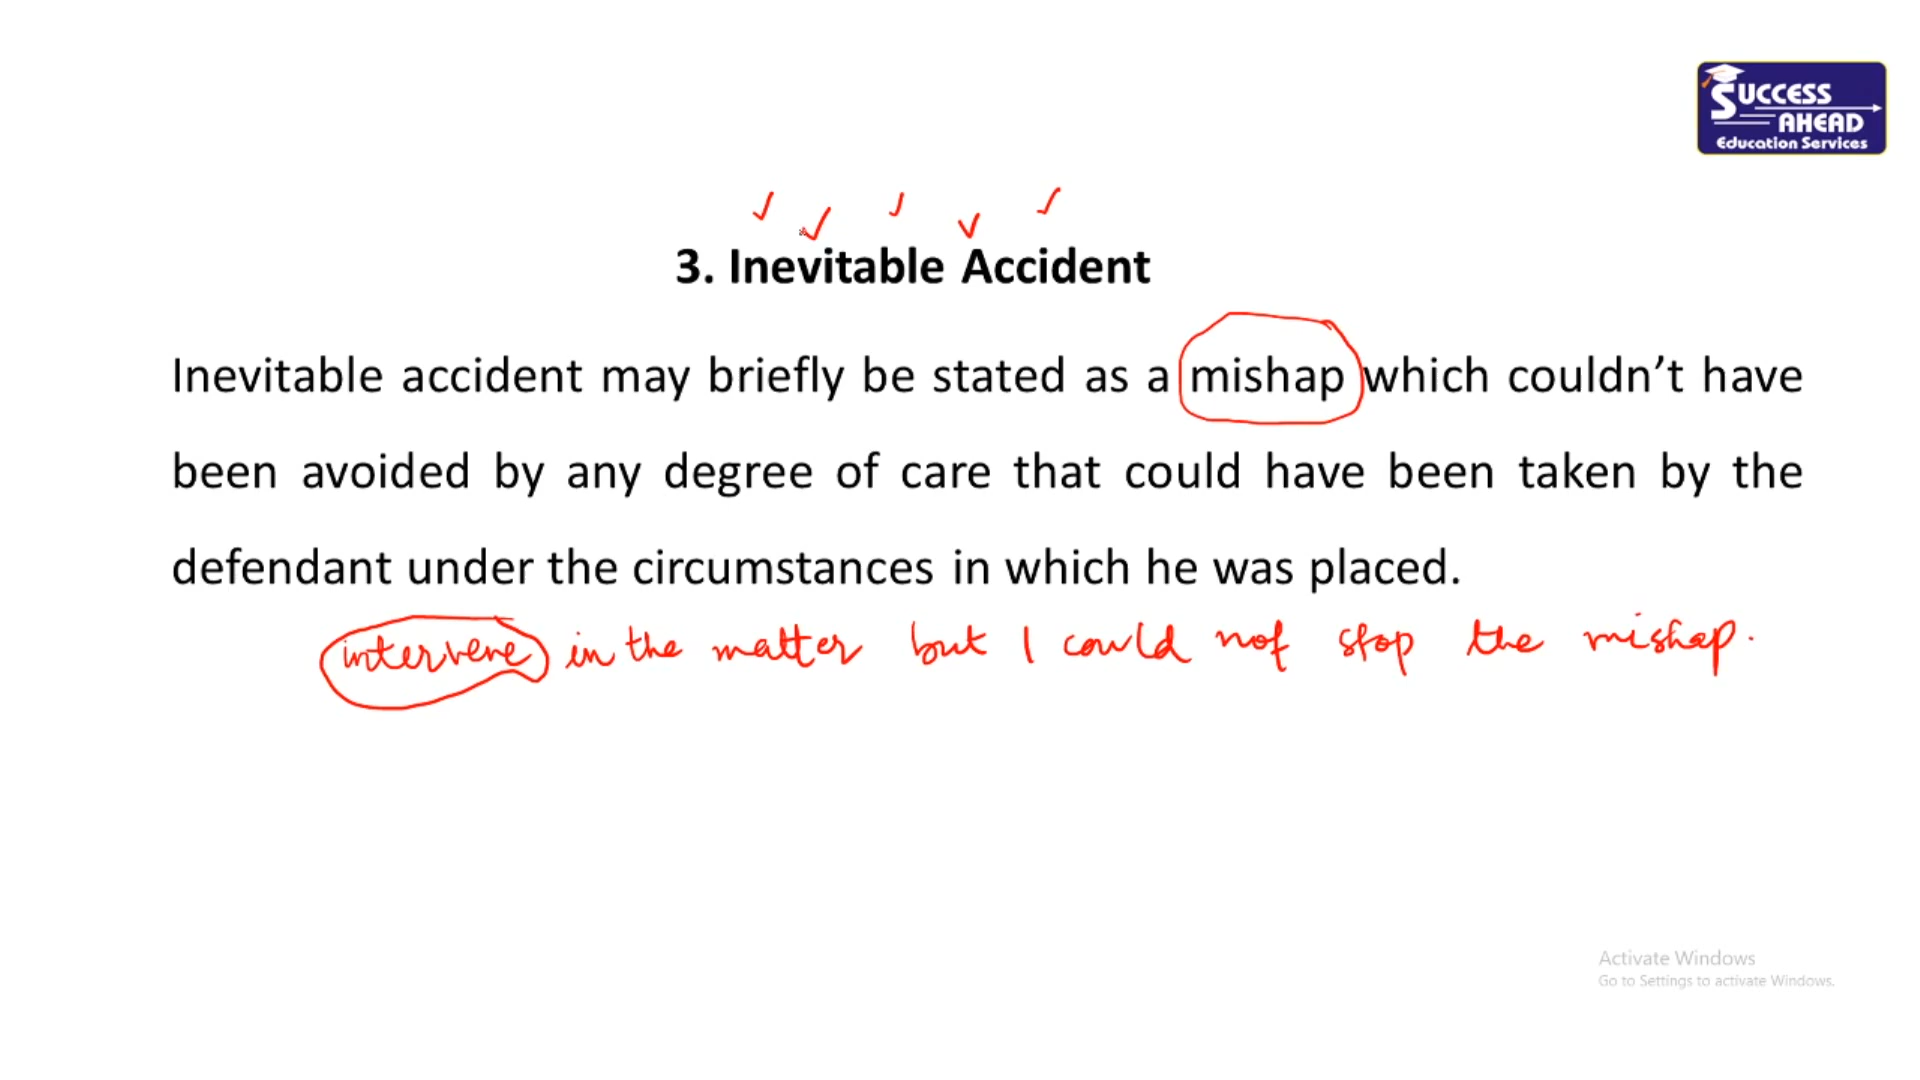 SUCCESS
AHEAD
Education Services
3. Inevitable Accident
Inevitable accident may briefly be stated as a mishap which couldn’t have
been avoided by any degree of care that could have been taken by the
defendant under the circumstances in which he was placed.
intervene in the matter but I could not stop the mishap.
Activate Windows
Go to Settings to activate Windows.